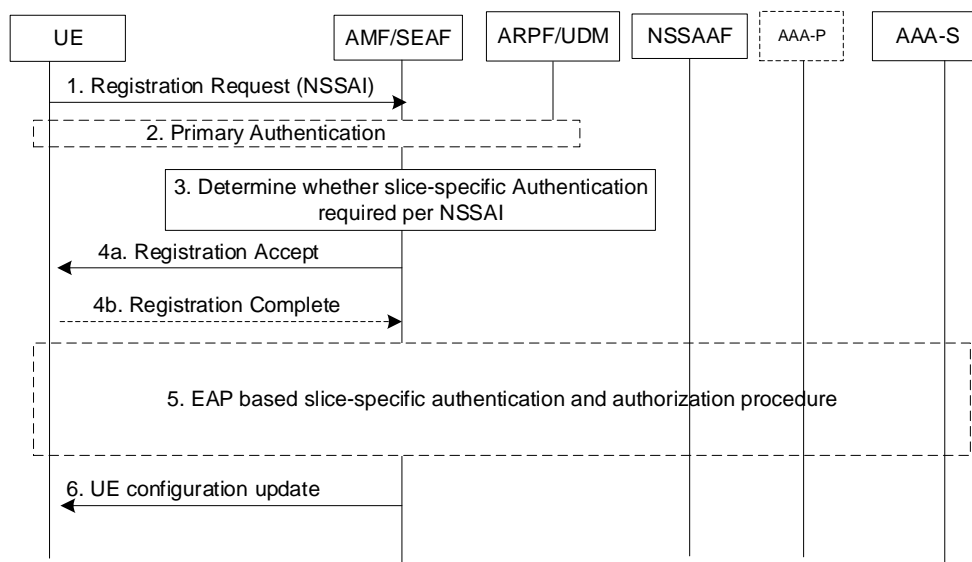 UE
AMF/SEAF
ARPF/UDM
NSSAAF
AAA-P
AAA-S
1. Registration Request (NSSAI)
2. Primary Authentication
3. Determine whether slice-specific Authentication
required per NSSAI
4a. Registration Accept
4b. Registration Complete
5. EAP based slice-specific authentication and authorization procedure
6. UE configuration update